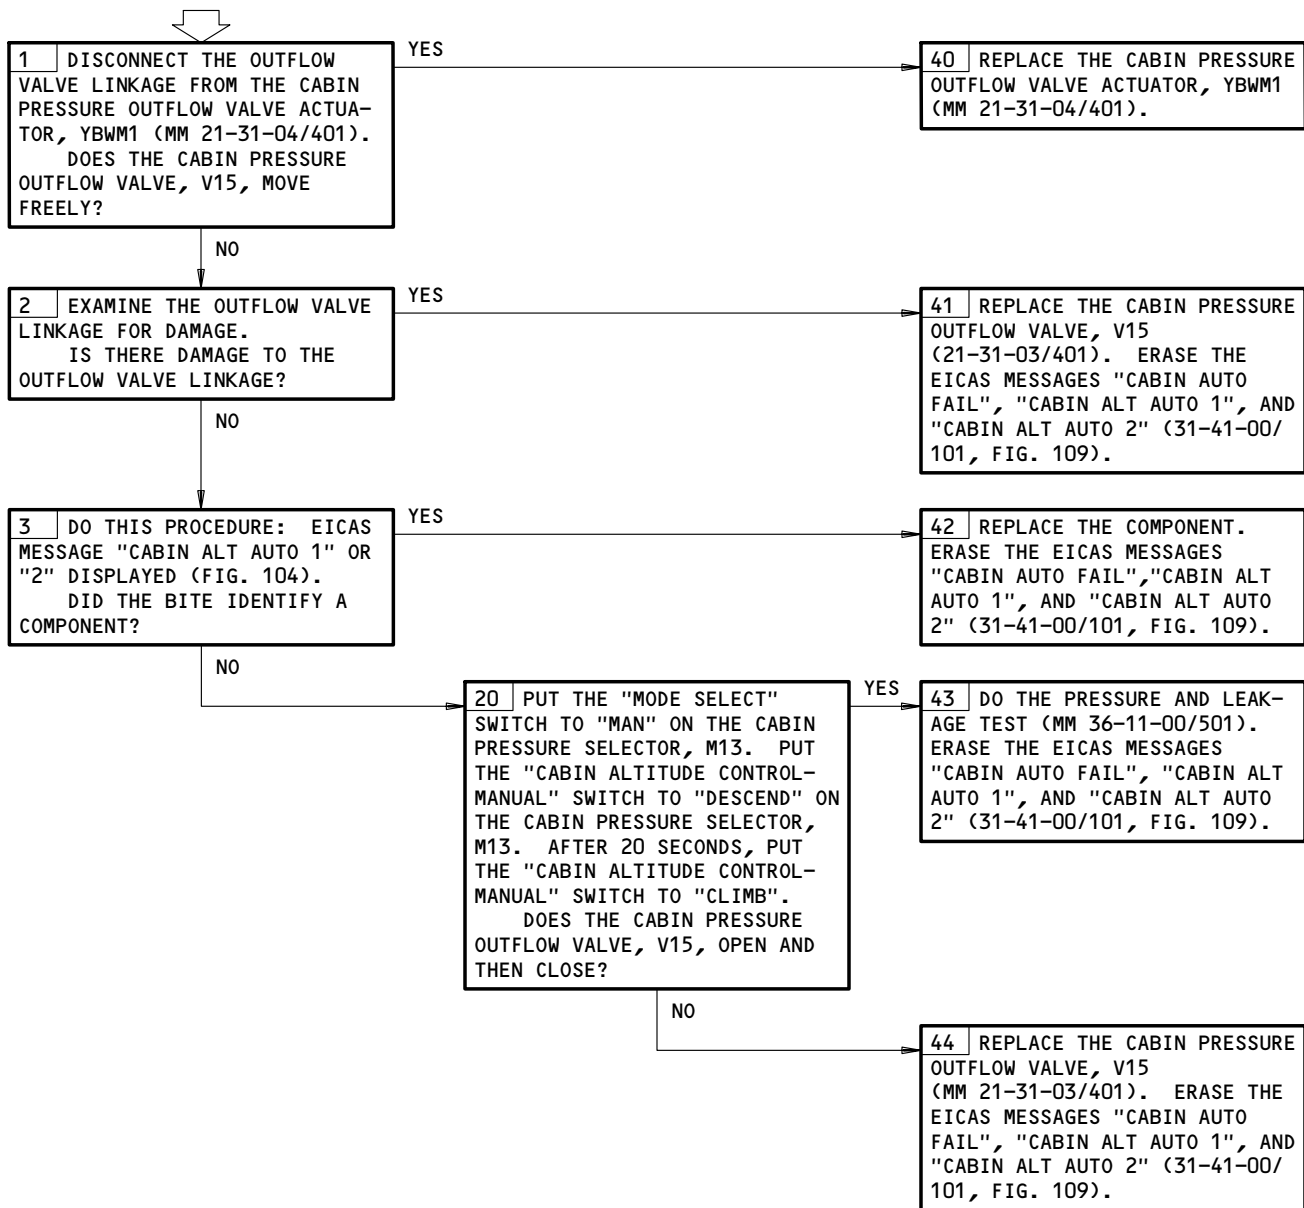 1 DISCONNECT THE OUTFLOW
VALVE LINKAGE FROM THE CABIN
PRESSURE OUTFLOW VALVE ACTUA-
TOR, YBWM1 (MM 21-31-04/401).
DOES THE CABIN PRESSURE
OUTFLOW VALVE, V15, MOVE
FREELY?
YES
40 REPLACE THE CABIN PRESSURE
OUTFLOW VALVE ACTUATOR, YBWM1
(MM 21-31-04/401).
NO
2 EXAMINE THE OUTFLOW VALVE
LINKAGE FOR DAMAGE.
IS THERE DAMAGE TO THE
OUTFLOW VALVE LINKAGE?
YES
41 REPLACE THE CABIN PRESSURE
OUTFLOW VALVE, V15
(21-31-03/401). ERASE THE
EICAS MESSAGES "CABIN AUTO
FAIL", "CABIN ALT AUTO 1", AND
"CABIN ALT AUTO 2" (31-41-00/
101, FIG. 109).
NO
3 DO THIS PROCEDURE: EICAS
MESSAGE "CABIN ALT AUTO 1" OR
"2" DISPLAYED (FIG. 104).
DID THE BITE IDENTIFY A
COMPONENT?
YES
42 REPLACE THE COMPONENT.
ERASE THE EICAS MESSAGES
"CABIN AUTO FAIL","CABIN ALT
AUTO 1", AND "CABIN ALT AUTO
2" (31-41-00/101, FIG. 109).
NO
20 PUT THE "MODE SELECT"
SWITCH TO "MAN" ON THE CABIN
PRESSURE SELECTOR, M13. PUT
THE "CABIN ALTITUDE CONTROL-
MANUAL" SWITCH TO "DESCEND" ON
THE CABIN PRESSURE SELECTOR,
M13. AFTER 20 SECONDS, PUT
THE "CABIN ALTITUDE CONTROL-
MANUAL" SWITCH TO "CLIMB".
DOES THE CABIN PRESSURE
OUTFLOW VALVE, V15, OPEN AND
THEN CLOSE?
YES
43 DO THE PRESSURE AND LEAK-
AGE TEST (MM 36-11-00/501).
ERASE THE EICAS MESSAGES
"CABIN AUTO FAIL", "CABIN ALT
AUTO 1", AND "CABIN ALT AUTO
2" (31-41-00/101, FIG. 109).
NO
44 REPLACE THE CABIN PRESSURE
OUTFLOW VALVE, V15
(MM 21-31-03/401). ERASE THE
EICAS MESSAGES "CABIN AUTO
FAIL", "CABIN ALT AUTO 1", AND
"CABIN ALT AUTO 2" (31-41-00/
101, FIG. 109).